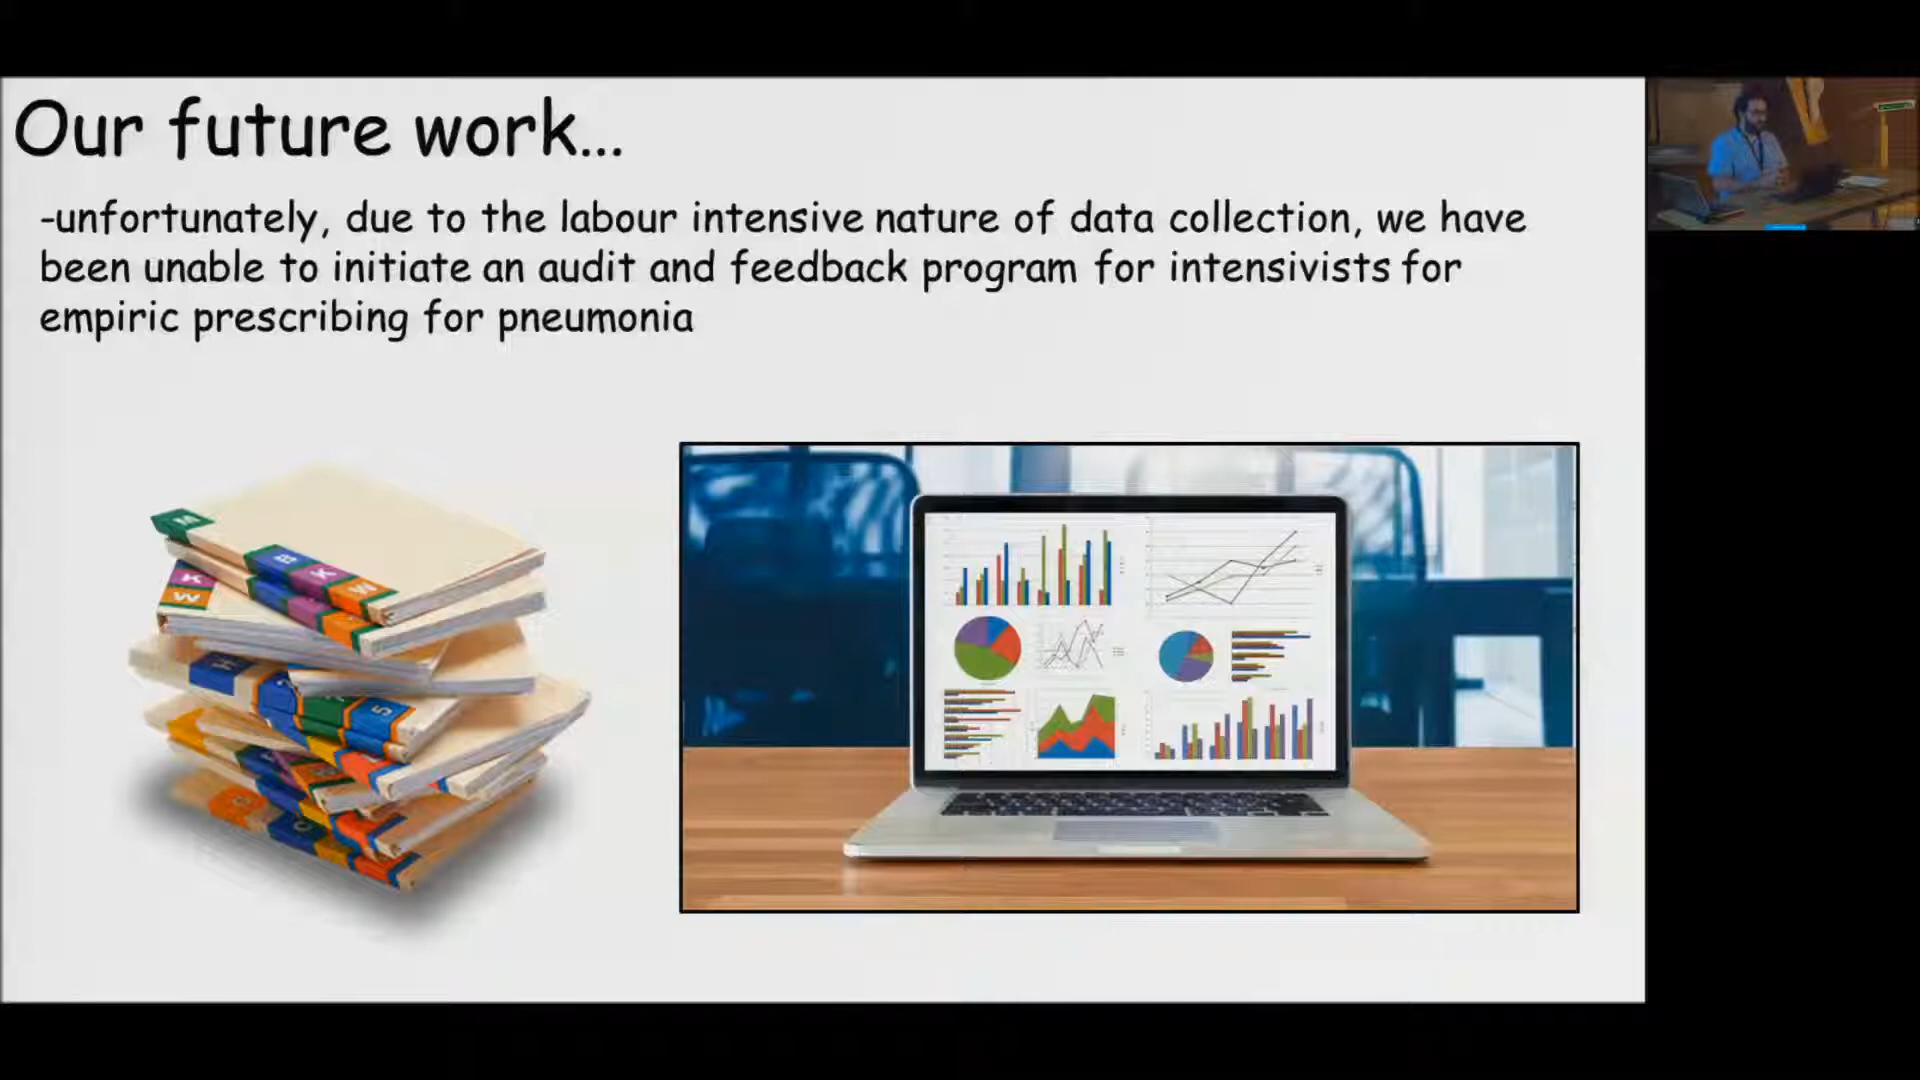 Our future work...
-unfortunately, due to the labour intensive nature of data collection, we have
been unable to initiate an audit and feedback program for intensivists for
empiric prescribing for pneumonia
M
B K W
K W